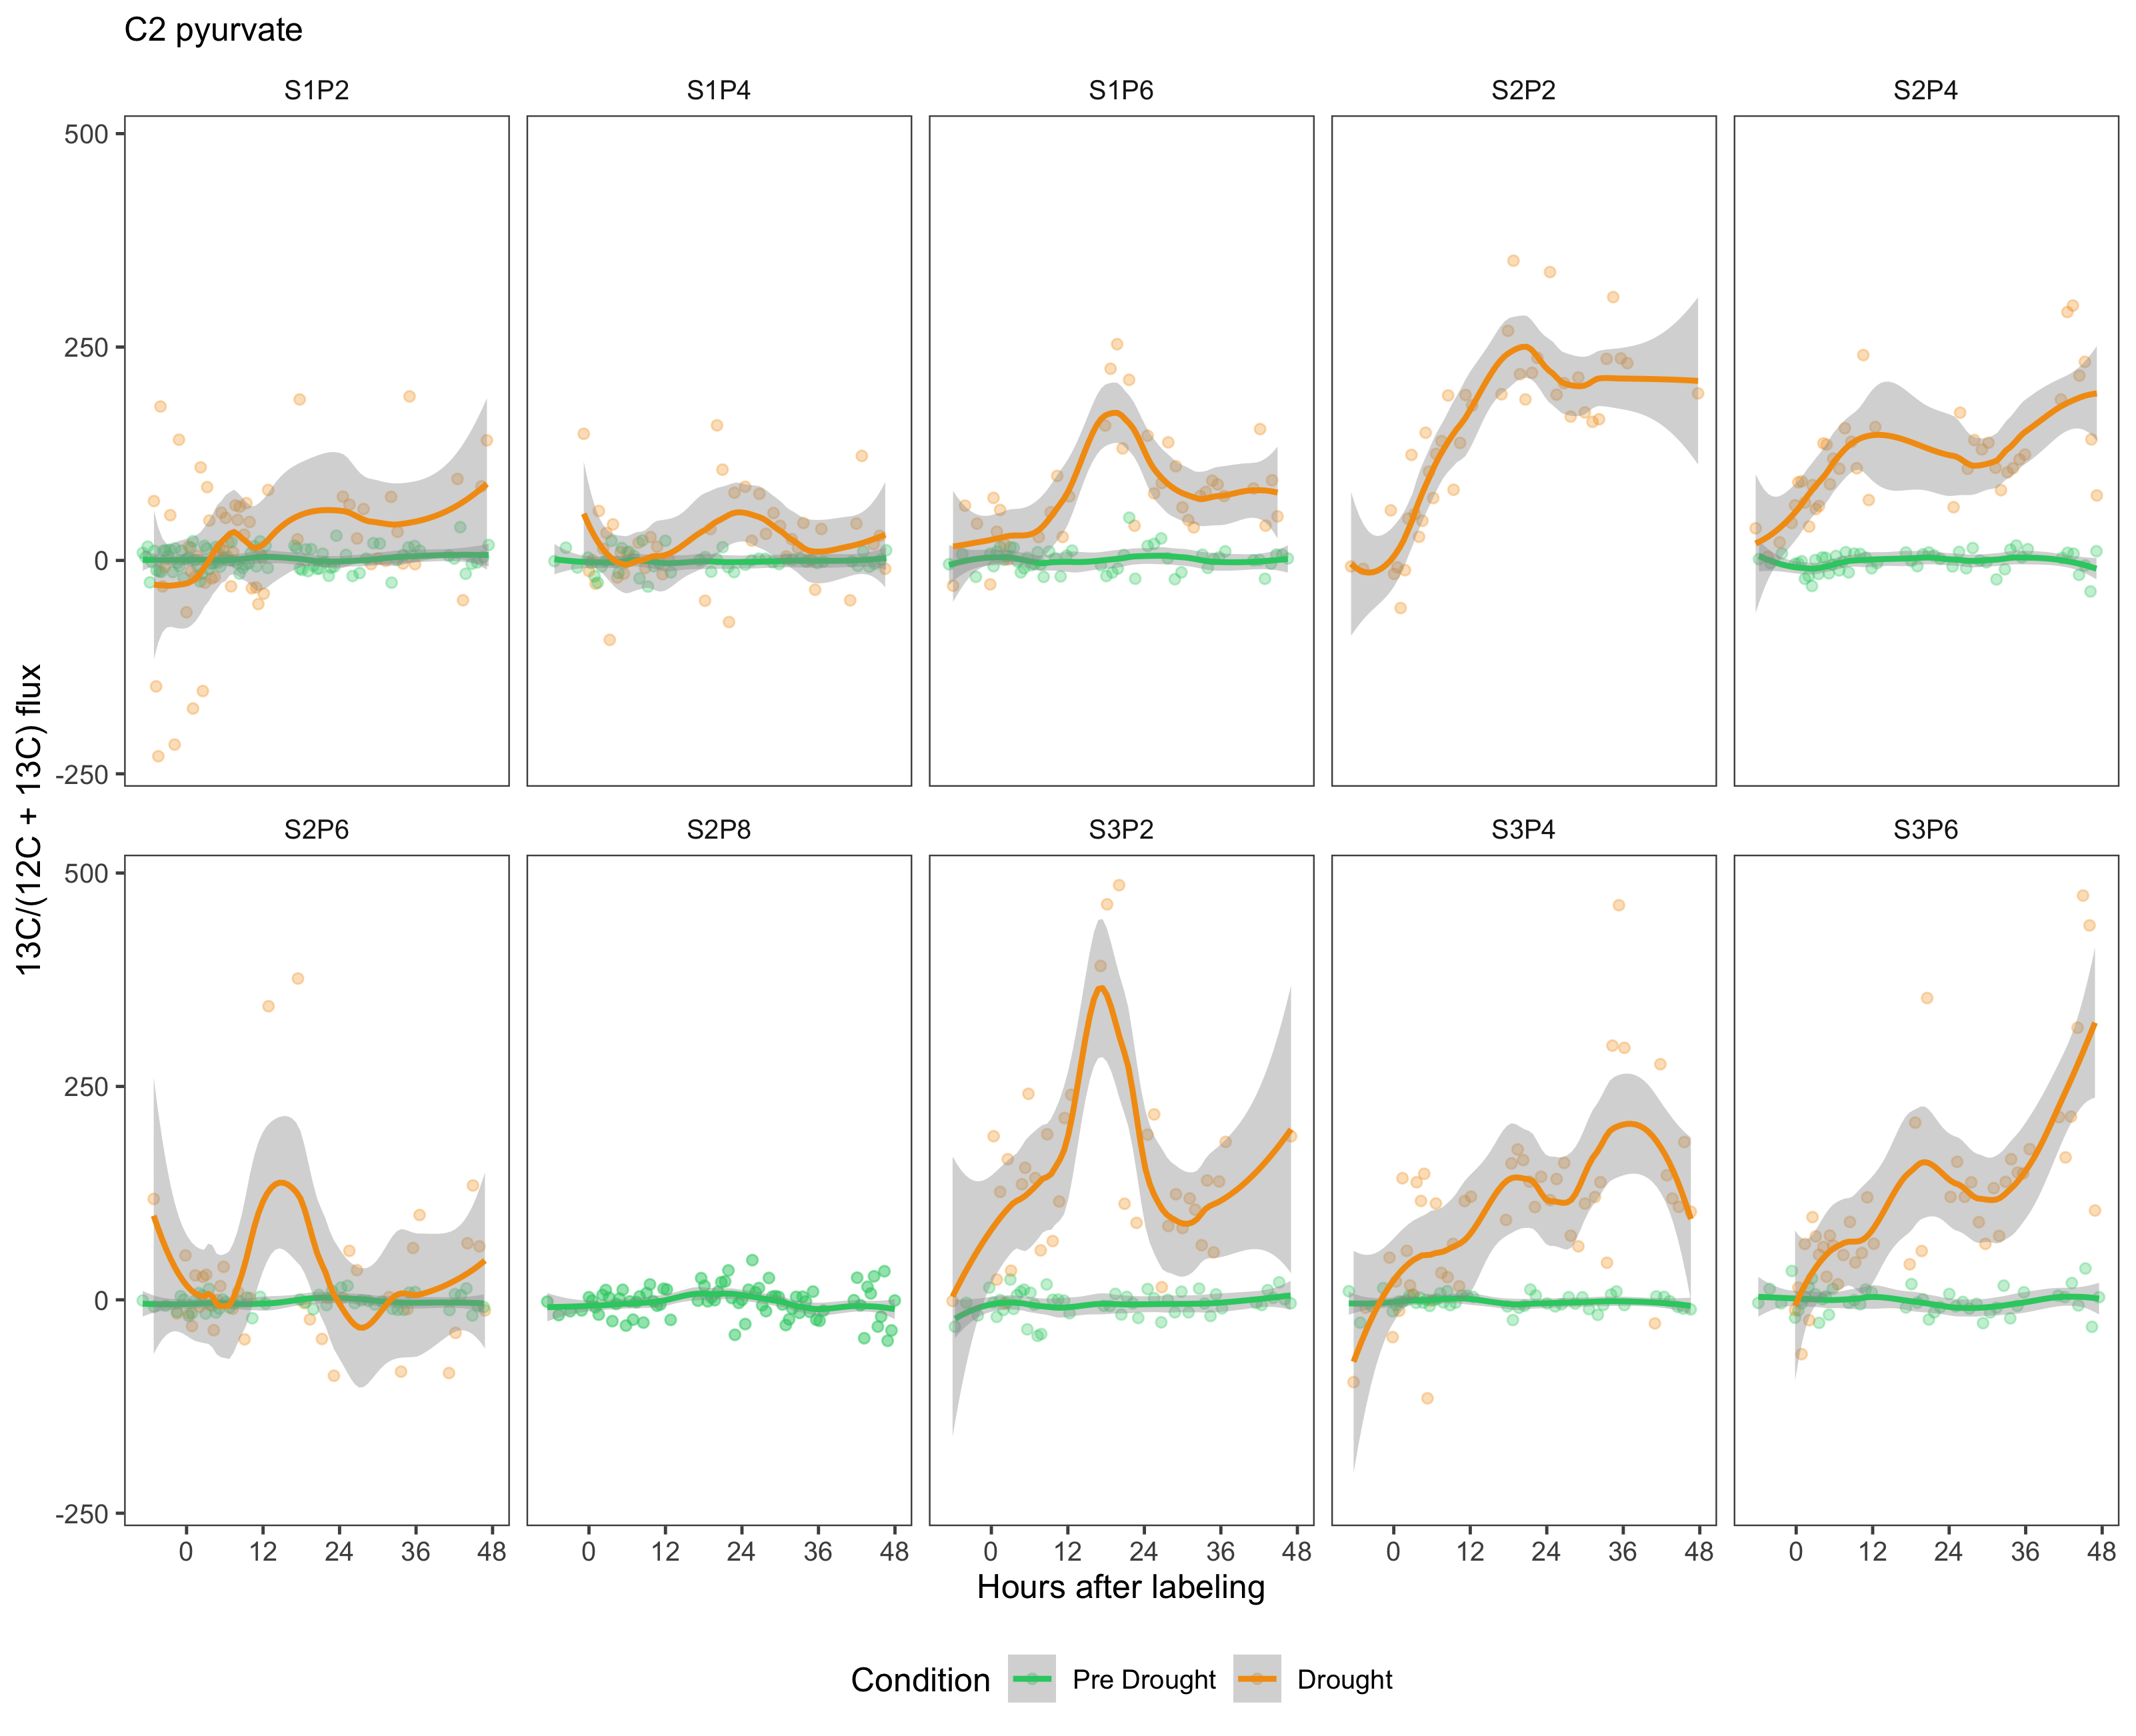 C2 pyurvate
S1P2 S1P4 S1P6 S2P2 S2P4
500
250
0
-250
S2P6 S2P8 S3P2 S3P4 S3P6
500
250
0
-250
13C/(12C + 13C) flux
0 12 24 36 48 0 12 24 36 48 0 12 24 36 48 0 12 24 36 48 0 12 24 36 48
Hours after labeling
Condition Pre Drought Drought